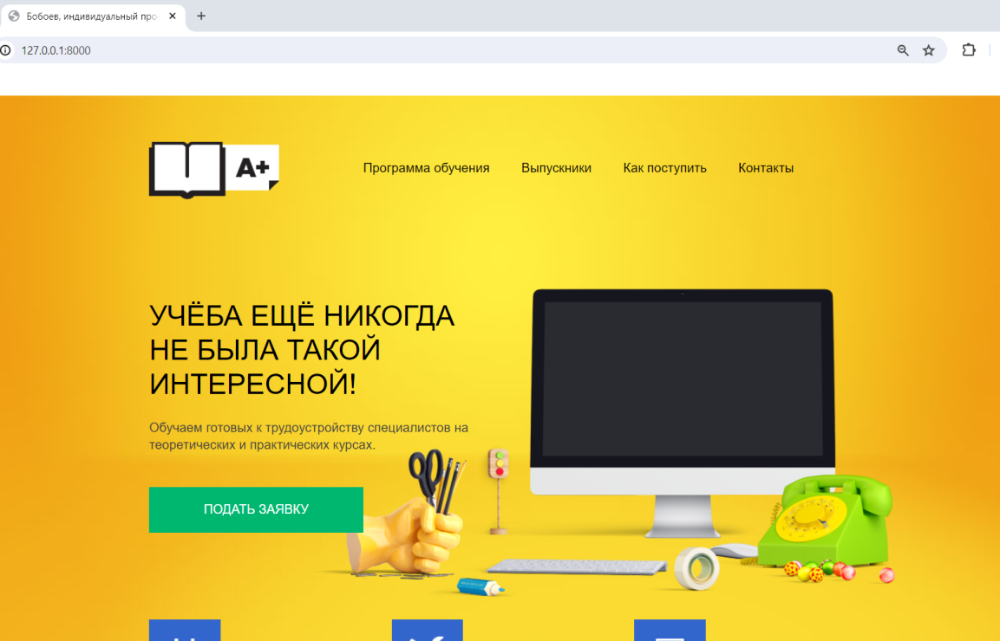 Бобоев, индивидуальный про
127.0.0.1:8000
A+
Программа обучения
Выпускники
Как поступить
Контакты
УЧЁБА ЕЩЁ НИКОГДА
НЕ БЫЛА ТАКОЙ
ИНТЕРЕСНОЙ!
Обучаем готовых к трудоустройству специалистов на
теоретических и практических курсах.
ПОДАТЬ ЗАЯВКУ